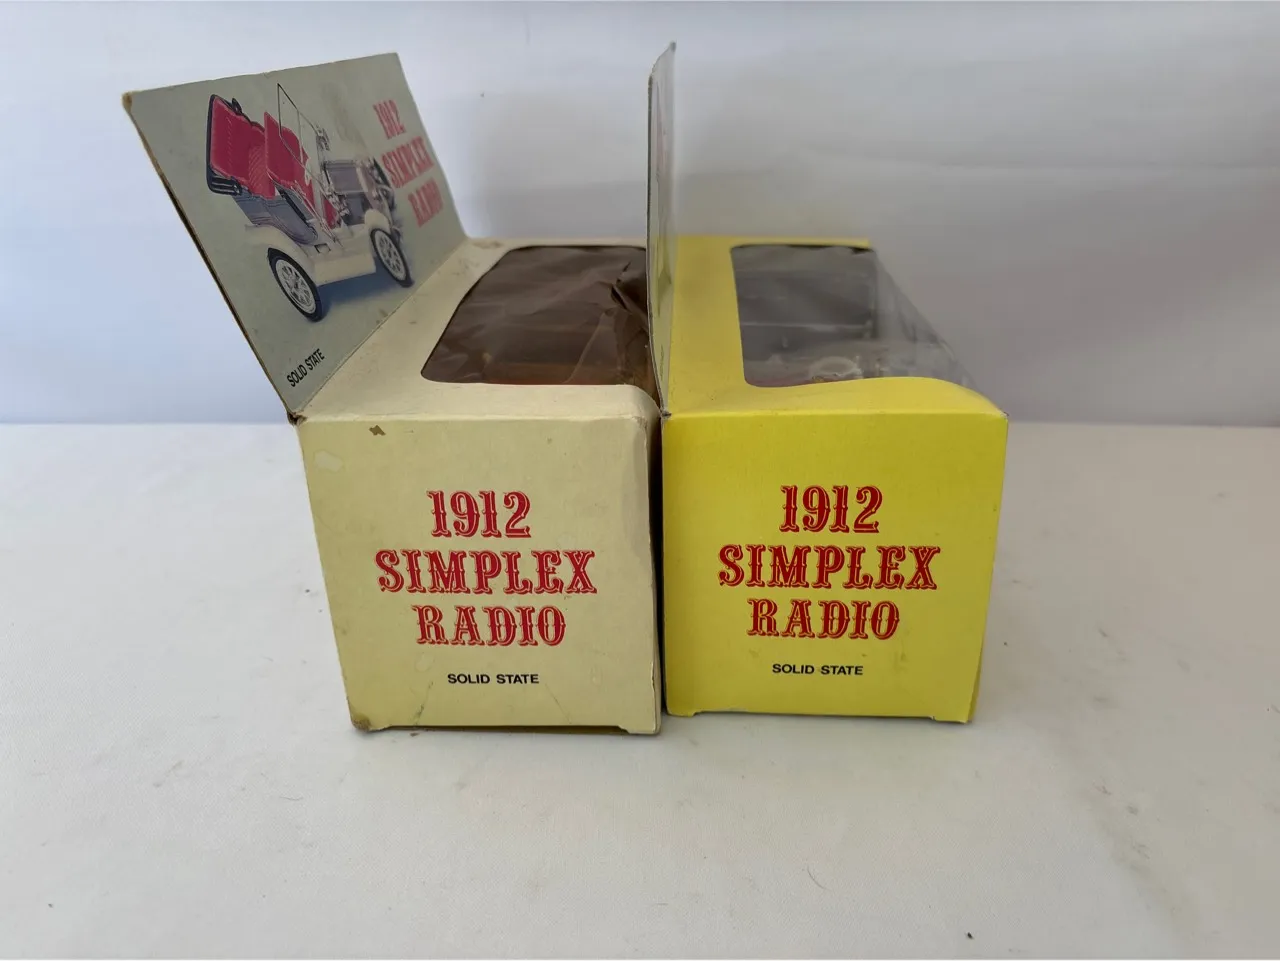 1912
SIMPLEX
RADIO
SOLID STATE
1912
SIMPLEX
RADIO
SOLID STATE
1912
SIMPLEX
RADIO
SOLID STATE